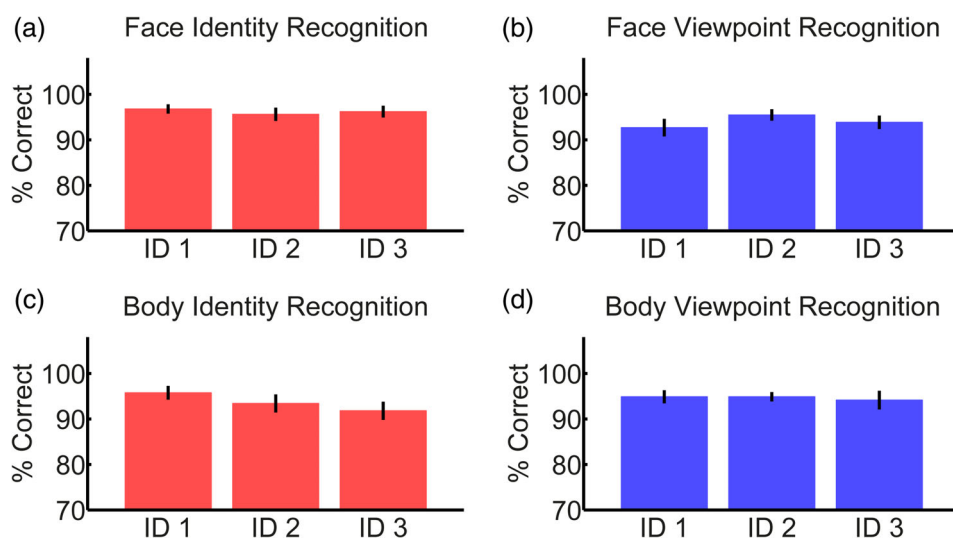 (a) Face Identity Recognition
% Correct
100
90
80
70
ID 1 ID 2 ID 3
(b) Face Viewpoint Recognition
% Correct
100
90
80
70
ID 1 ID 2 ID 3
(c) Body Identity Recognition
% Correct
100
90
80
70
ID 1 ID 2 ID 3
(d) Body Viewpoint Recognition
% Correct
100
90
80
70
ID 1 ID 2 ID 3